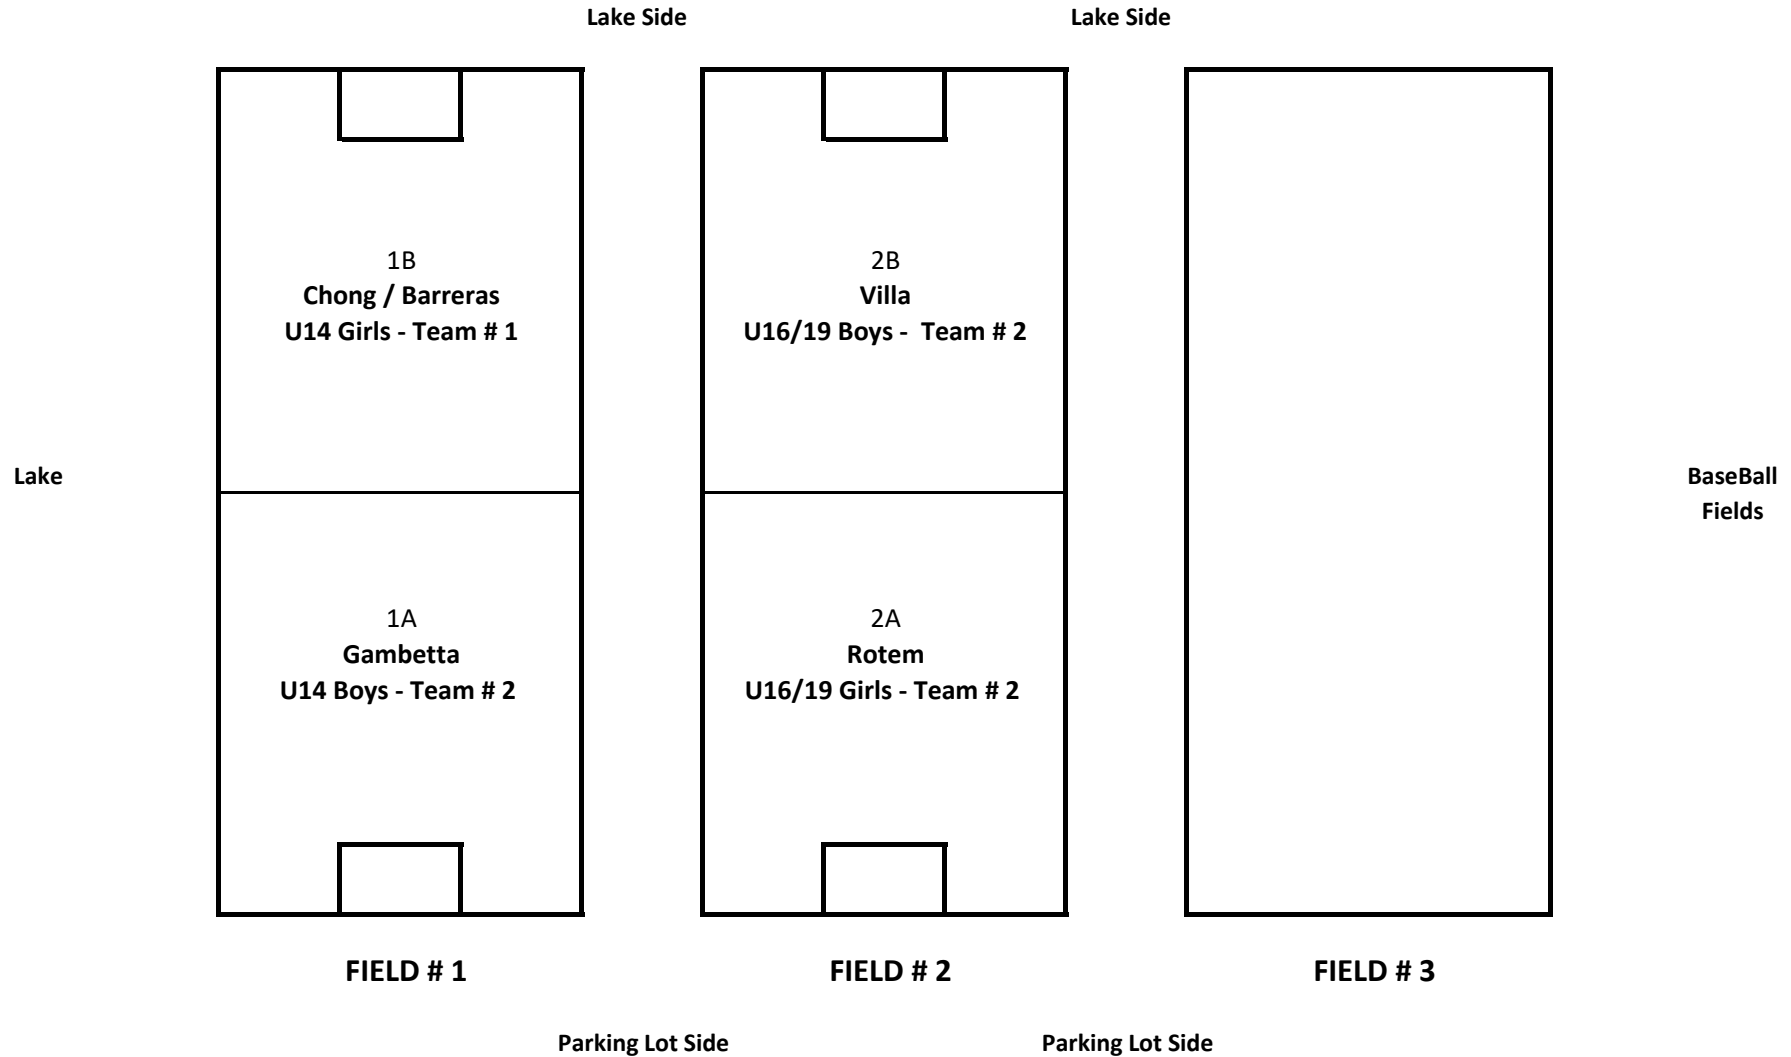 Lake Side
Lake Side
1B
Chong / Barreras
U14 Girls - Team # 1
2B
Villa
U16/19 Boys -  Team # 2
Lake
BaseBall
Fields
1A
Gambetta
U14 Boys - Team # 2
2A
Rotem
U16/19 Girls - Team # 2
FIELD # 1
FIELD # 2
FIELD # 3
Parking Lot Side
Parking Lot Side